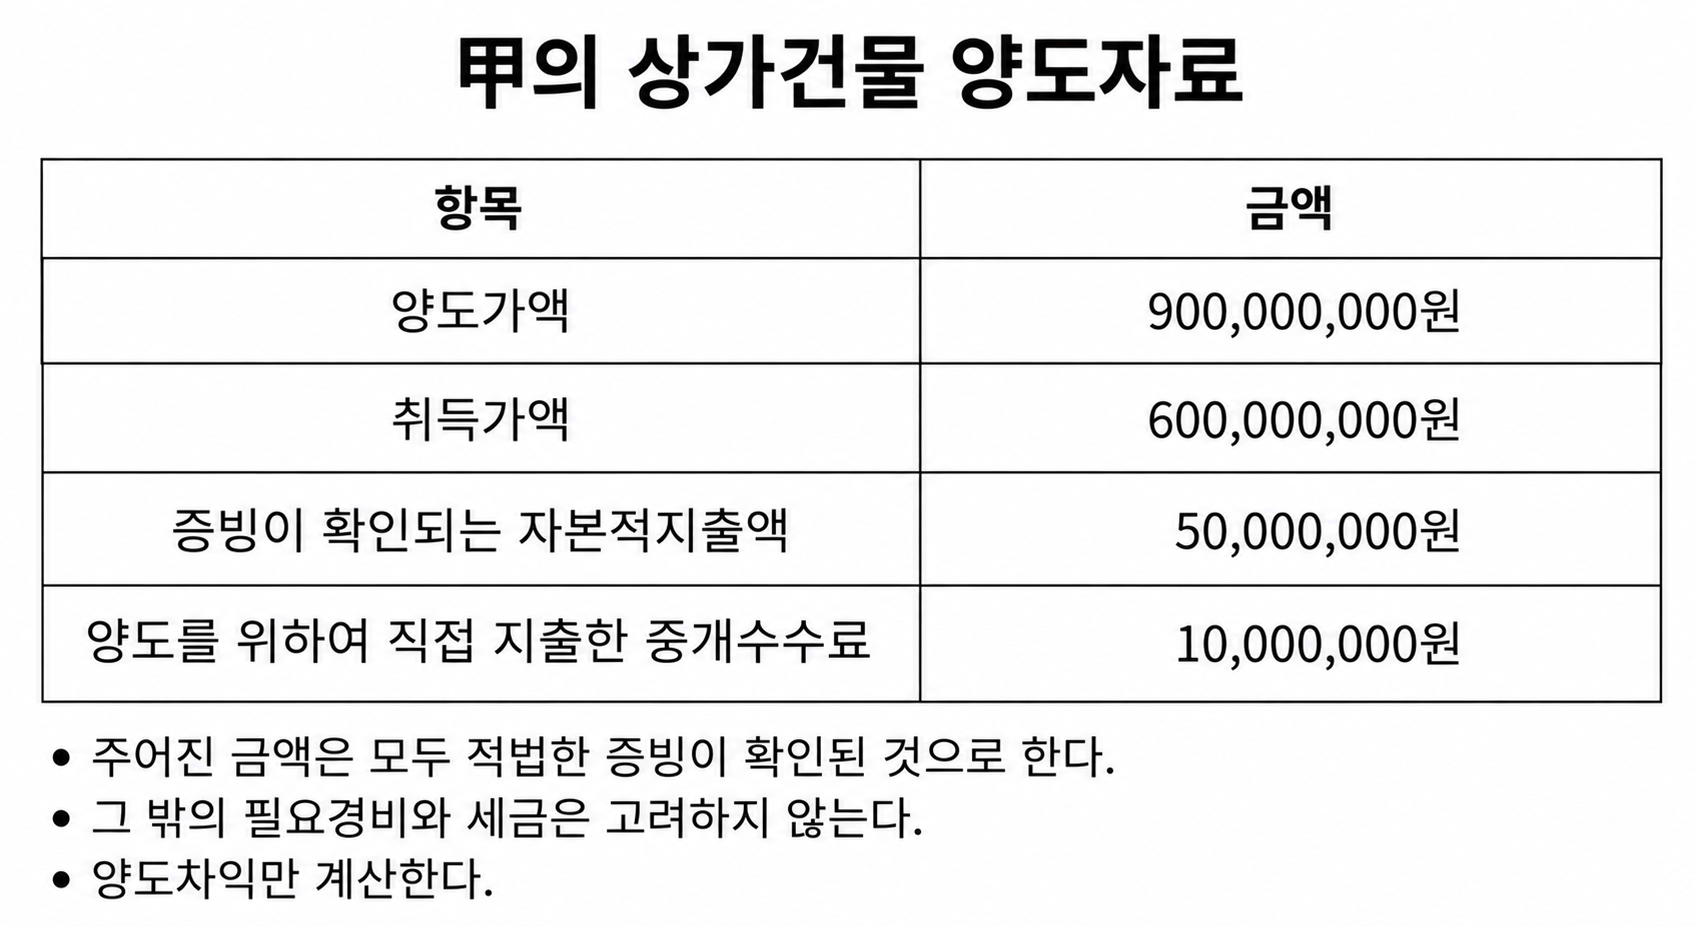 甲의 상가건물 양도자료
항목 금액
양도가액 900,000,000원
취득가액 600,000,000원
증빙이 확인되는 자본적지출액 50,000,000원
양도를 위하여 직접 지출한 중개수수료 10,000,000원
• 주어진 금액은 모두 적법한 증빙이 확인된 것으로 한다.
• 그 밖의 필요경비와 세금은 고려하지 않는다.
• 양도차익만 계산한다.